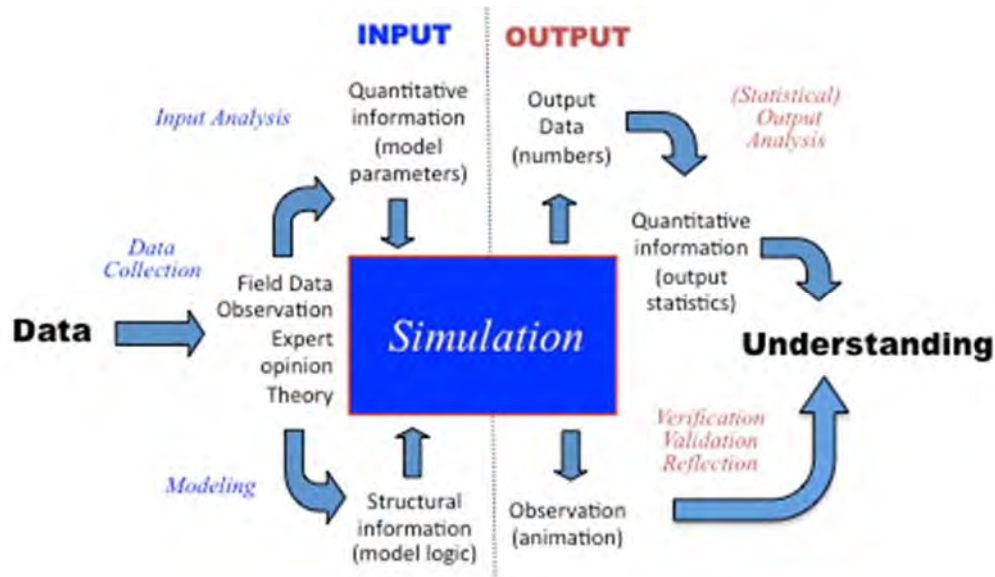 INPUT
OUTPUT
Input Analysis
Quantitative
information
(model
parameters)
Output
Data
(numbers)
(Statistical)
Output
Analysis
Data
Collection
Quantitative
information
(output
statistics)
Field Data
Observation
Expert
opinion
Theory
Data
Simulation
Understanding
Modeling
Structural
information
(model logic)
Observation
(animation)
Verification
Validation
Reflection